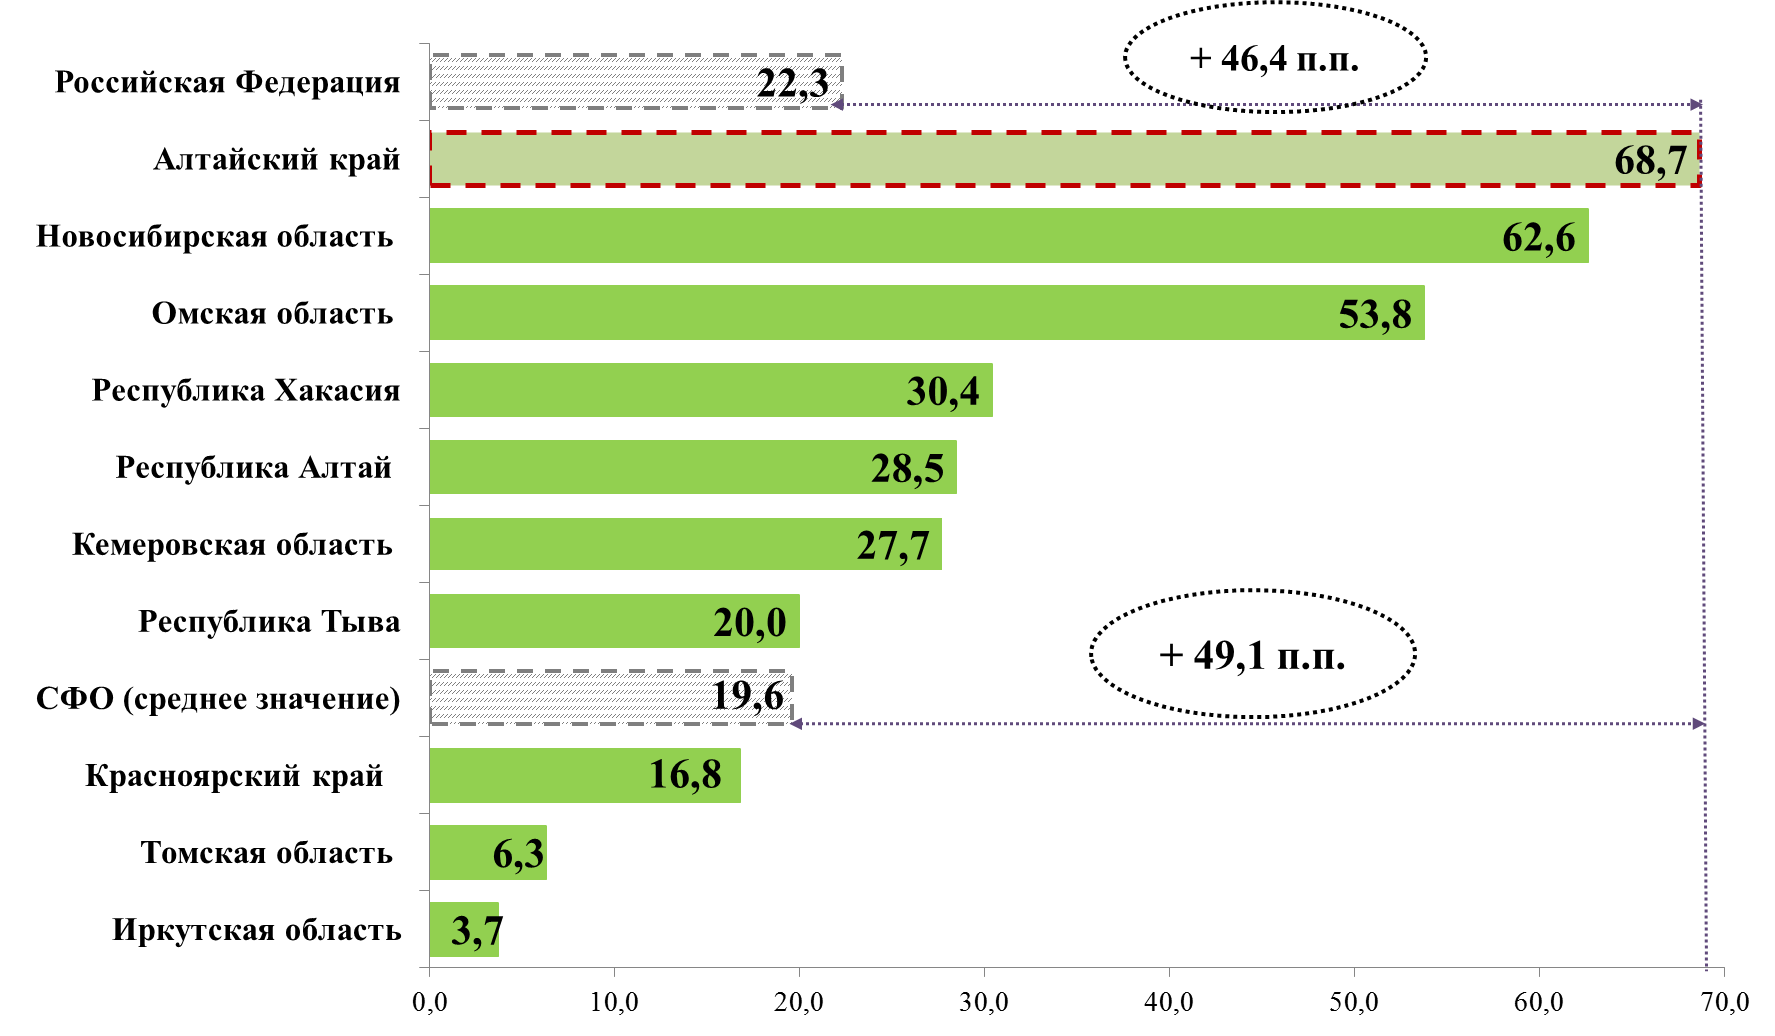 + 46,4 п.п.
Российская Федерация 22,3
Алтайский край 68,7
Новосибирская область 62,6
Омская область 53,8
Республика Хакасия 30,4
Республика Алтай 28,5
Кемеровская область 27,7
Республика Тыва 20,0
+ 49,1 п.п.
СФО (среднее значение) 19,6
Красноярский край 16,8
Томская область 6,3
Иркутская область 3,7
0,0 10,0 20,0 30,0 40,0 50,0 60,0 70,0